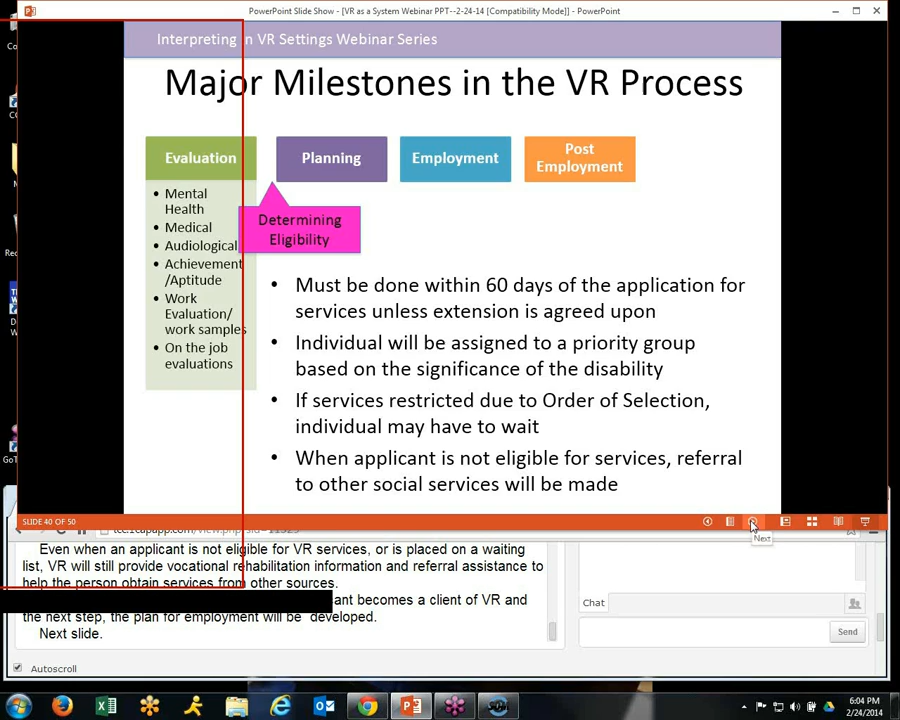 PowerPoint Slide Show - [VR as a System Webinar PPT--2-24-14 [Compatibility Mode]] - PowerPoint
Interpreting in VR Settings Webinar Series
Major Milestones in the VR Process
Evaluation
Planning
Employment
Post
Employment
• Mental
Health
• Medical
• Audiological
• Achievement
/Aptitude
• Work
Evaluation/
work samples
• On the job
evaluations
Determining
Eligibility
• Must be done within 60 days of the application for
services unless extension is agreed upon
• Individual will be assigned to a priority group
based on the significance of the disability
• If services restricted due to Order of Selection,
individual may have to wait
• When applicant is not eligible for services, referral
to other social services will be made
SLIDE 40 OF 50
Next
Even when an applicant is not eligible for VR services, or is placed on a waiting
list, VR will still provide vocational rehabilitation information and referral assistance to
help the person obtain services from other sources.
becomes a client of VR and
the next step, the plan for employment will be developed.
Next slide.
Autoscroll
Chat
Send
6:04 PM
2/24/2014